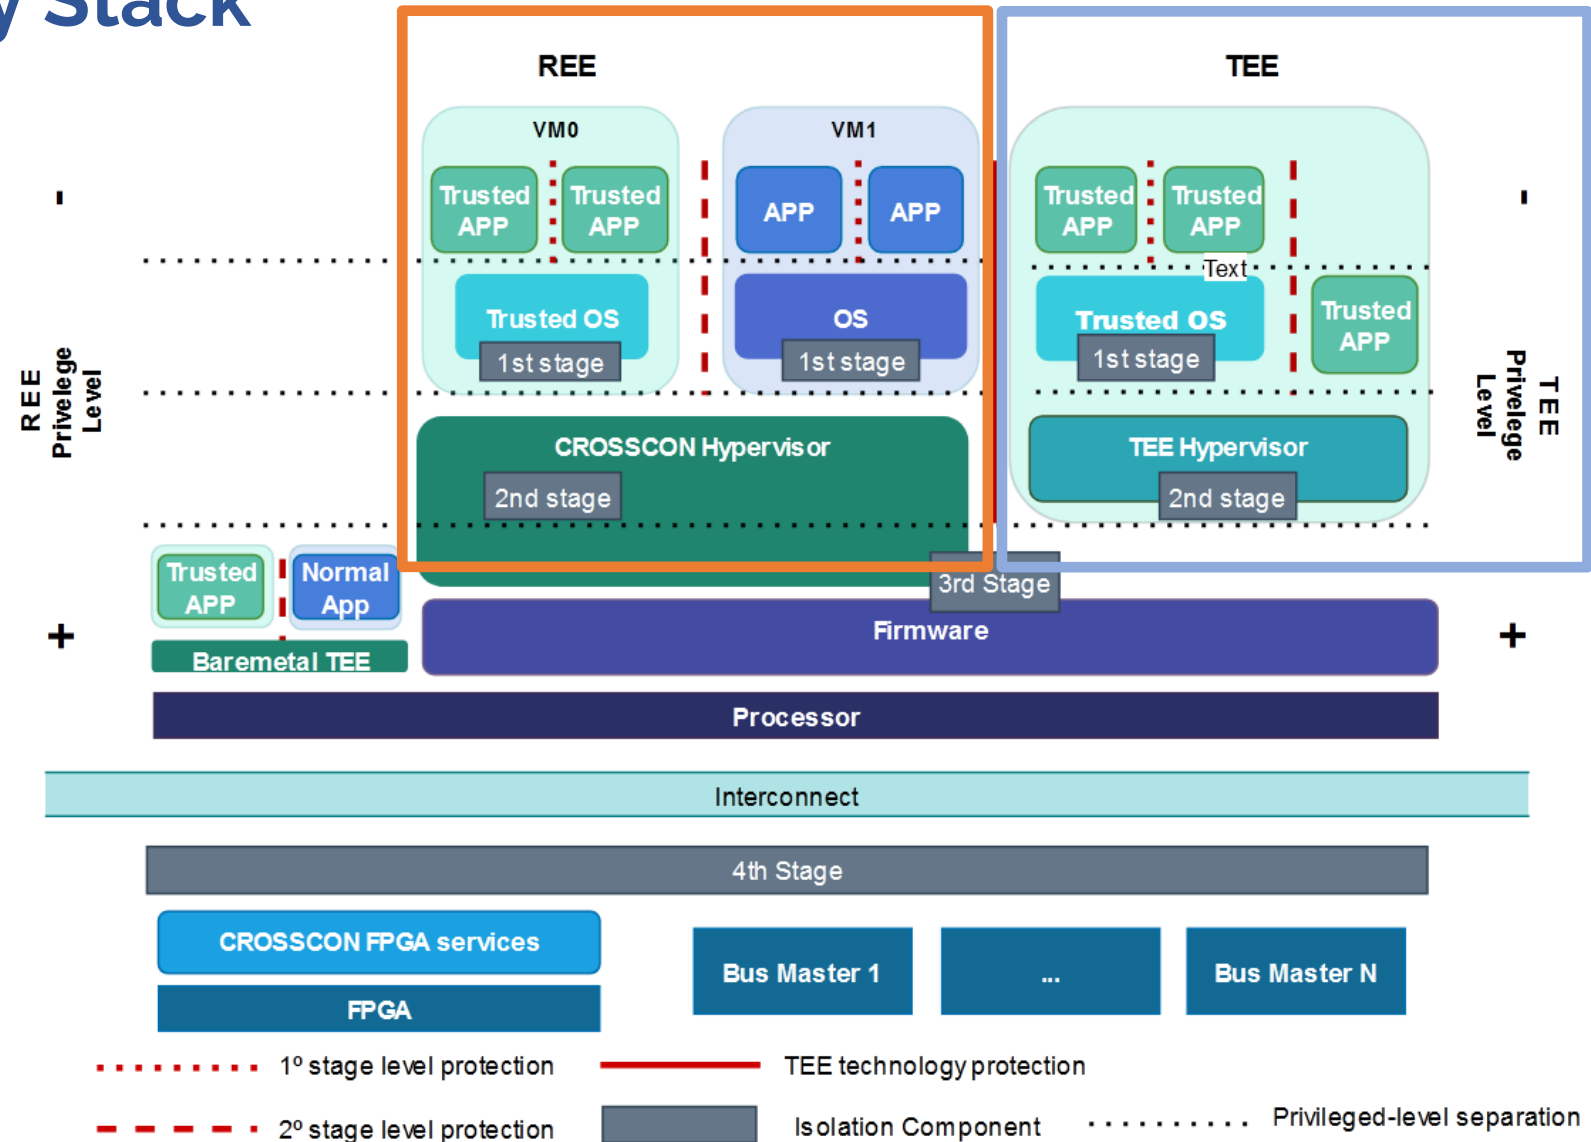 y Stack
REE
TEE
VM0
VM1
-
-
Trusted
APP
Trusted
APP
APP
APP
Trusted
APP
Trusted
APP
Text
Trusted OS
1st stage
OS
1st stage
Trusted OS
1st stage
Trusted
APP
REE
Privelege
Level
TEE
Privelege
Level
CROSSCON Hypervisor
2nd stage
TEE Hypervisor
2nd stage
Trusted
APP
Normal
App
3rd Stage
+
+
Baremetal TEE
Firmware
Processor
Interconnect
4th Stage
CROSSCON FPGA services
FPGA
Bus Master 1
...
Bus Master N
1º stage level protection
TEE technology protection
2º stage level protection
Isolation Component
Privileged-level separation